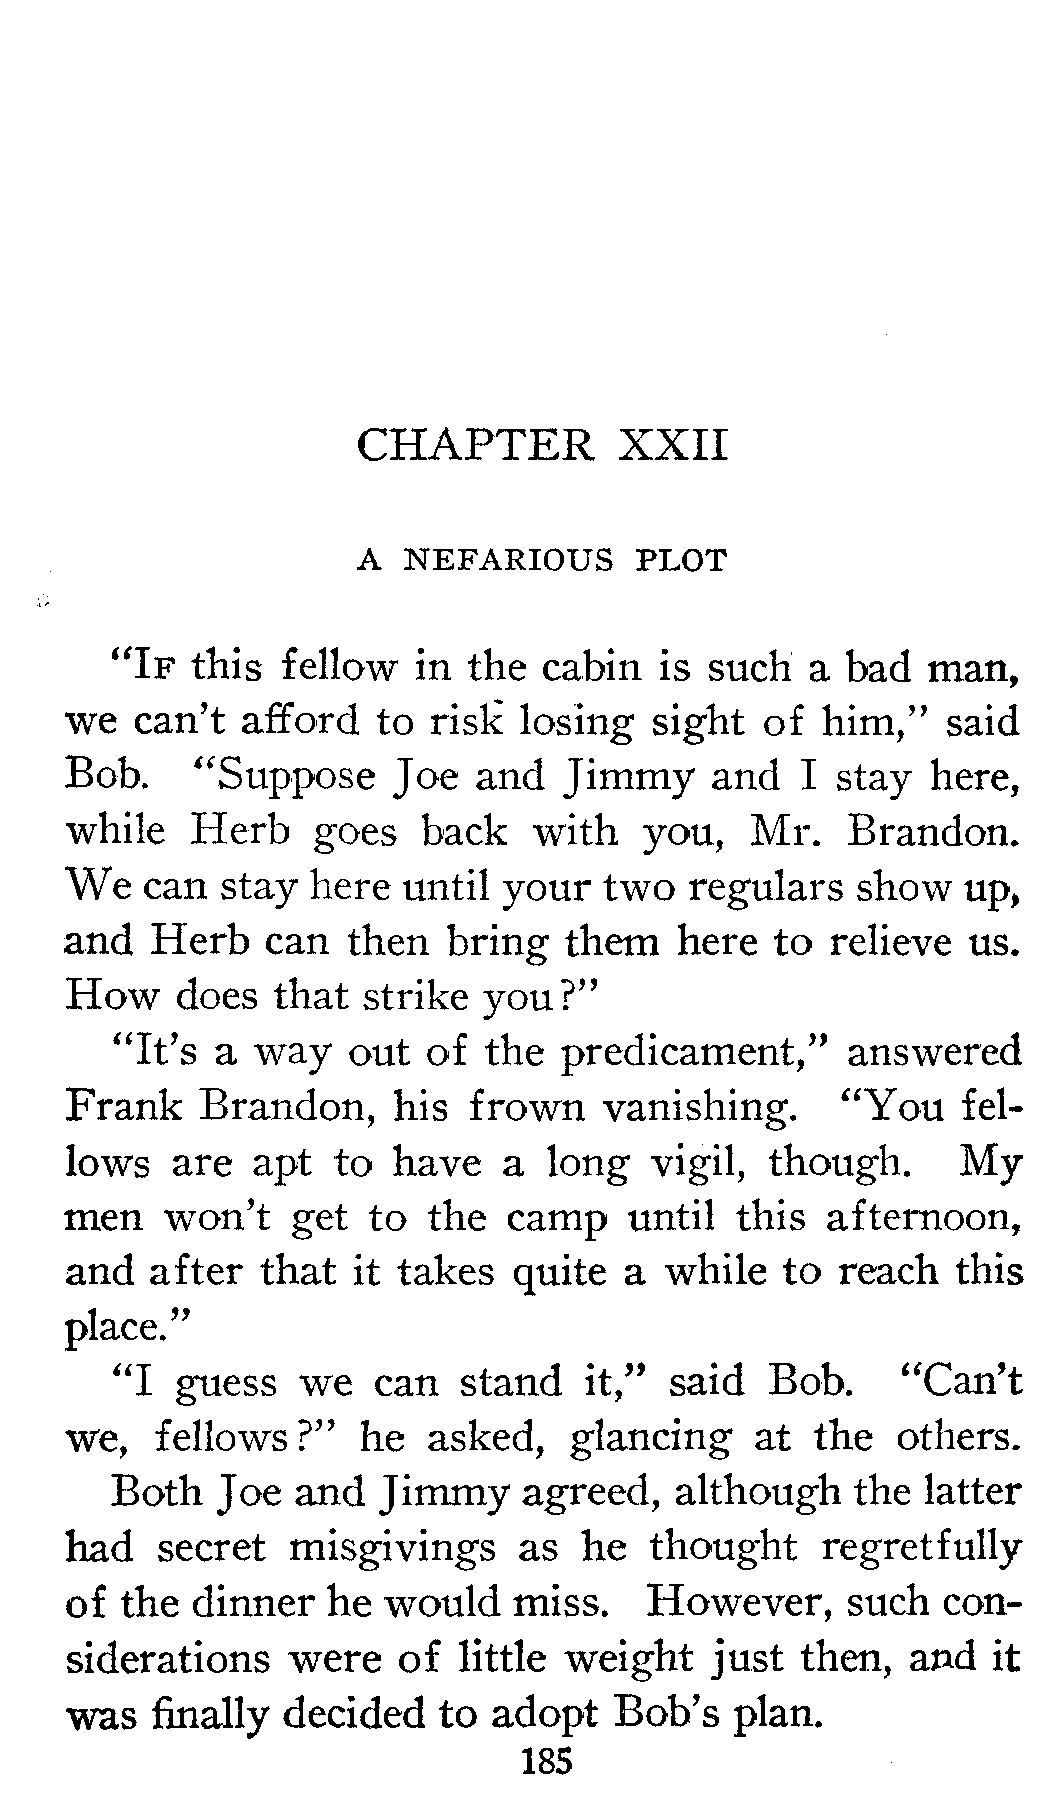 CHAPTER XXII
A NEFARIOUS PLOT
“IF this fellow in the cabin is such a bad man,
we can’t afford to risk losing sight of him,” said
Bob. “Suppose Joe and Jimmy and I stay here,
while Herb goes back with you, Mr. Brandon.
We can stay here until your two regulars show up,
and Herb can then bring them here to relieve us.
How does that strike you?”
“It’s a way out of the predicament,” answered
Frank Brandon, his frown vanishing. “You fel-
lows are apt to have a long vigil, though. My
men won’t get to the camp until this afternoon,
and after that it takes quite a while to reach this
place.”
“I guess we can stand it,” said Bob. “Can’t
we, fellows?” he asked, glancing at the others.
Both Joe and Jimmy agreed, although the latter
had secret misgivings as he thought regretfully
of the dinner he would miss. However, such con-
siderations were of little weight just then, and it
was finally decided to adopt Bob’s plan.
185